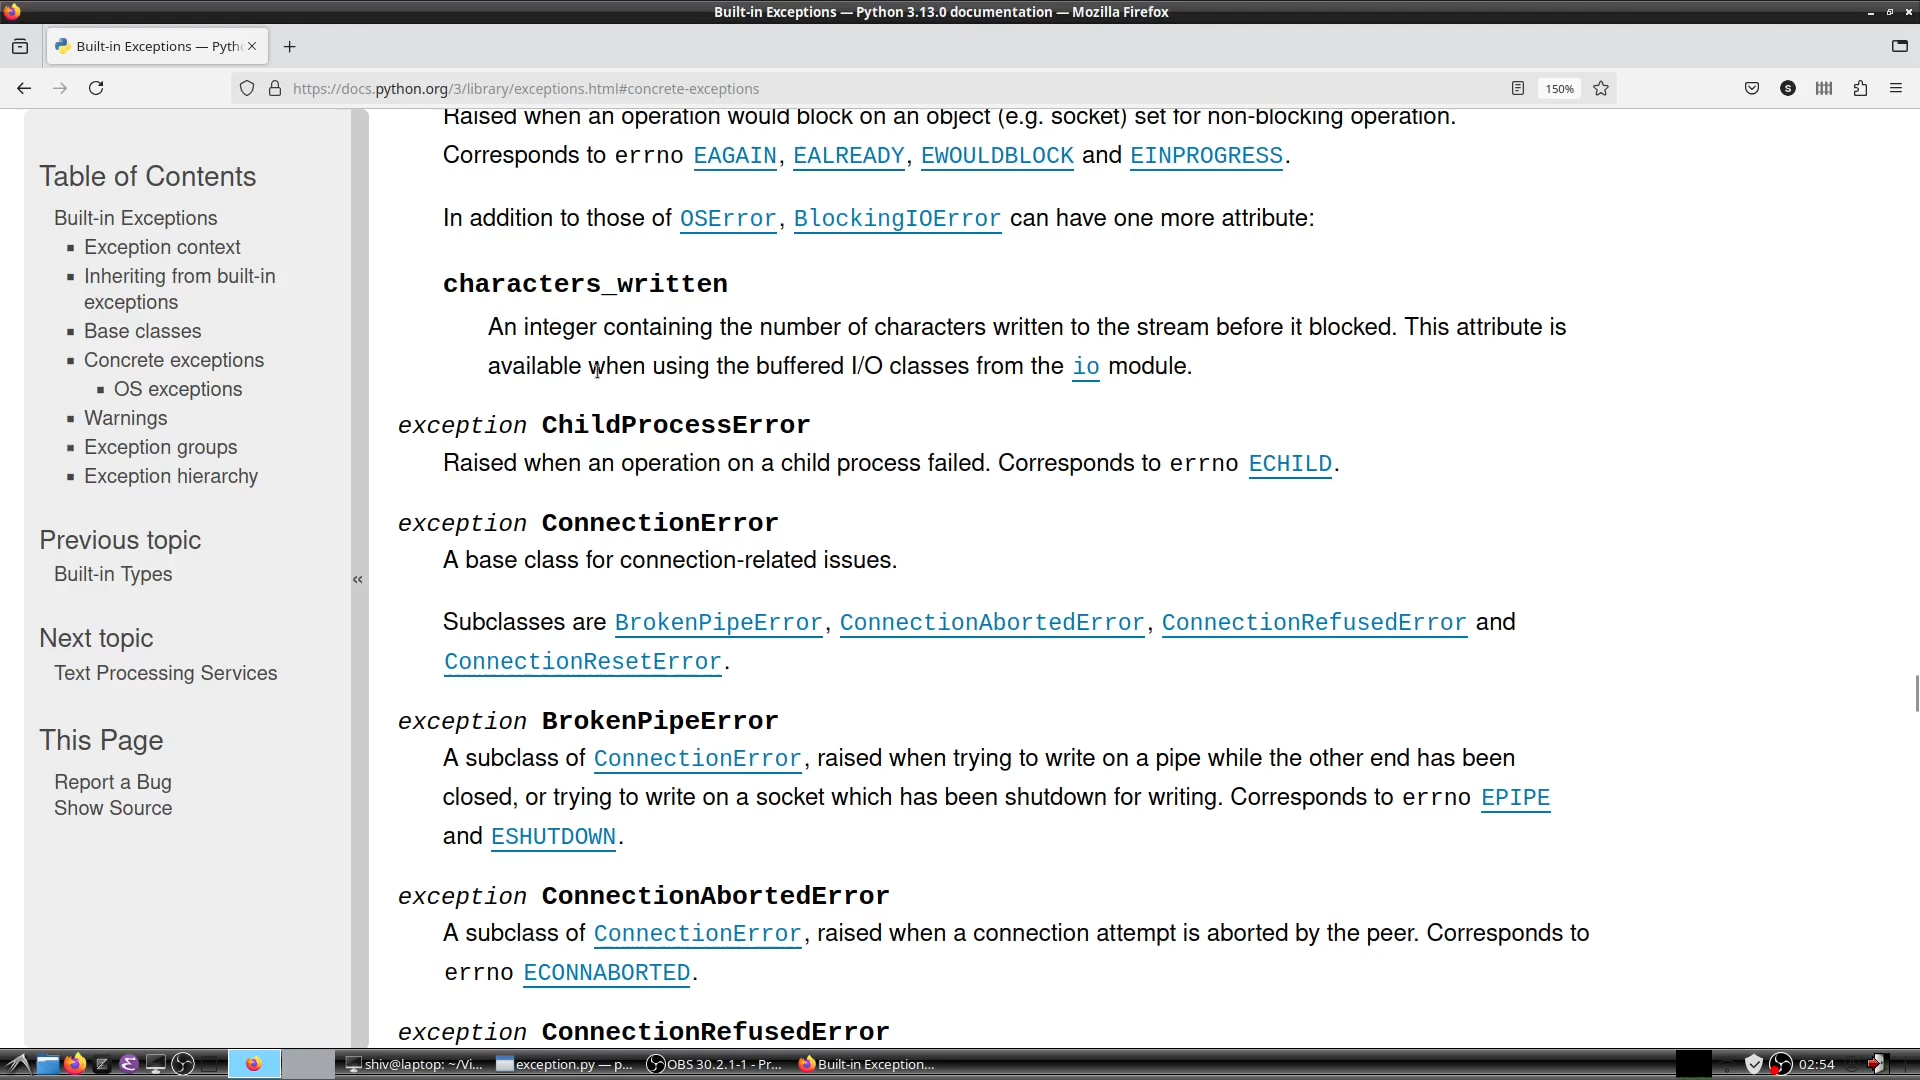 Built-in Exceptions — Python 3.13.0 documentation — Mozilla Firefox
Built-in Exceptions — Pyth
https://docs.python.org/3/library/exceptions.html#concrete-exceptions
150%
S
Table of Contents
Built-in Exceptions
Exception context
Inheriting from built-in
exceptions
Base classes
Concrete exceptions
OS exceptions
Warnings
Exception groups
Exception hierarchy
Previous topic
Built-in Types
Next topic
Text Processing Services
This Page
Report a Bug
Show Source
«
Raised when an operation would block on an object (e.g. socket) set for non-blocking operation.
Corresponds to errno EAGAIN, EALREADY, EWOULDBLOCK and EINPROGRESS.
In addition to those of OSError, BlockingIOError can have one more attribute:
characters_written
An integer containing the number of characters written to the stream before it blocked. This attribute is
available when using the buffered I/O classes from the io module.
exception ChildProcessError
Raised when an operation on a child process failed. Corresponds to errno ECHILD.
exception ConnectionError
A base class for connection-related issues.
Subclasses are BrokenPipeError, ConnectionAbortedError, ConnectionRefusedError and
ConnectionResetError.
exception BrokenPipeError
A subclass of ConnectionError, raised when trying to write on a pipe while the other end has been
closed, or trying to write on a socket which has been shutdown for writing. Corresponds to errno EPIPE
and ESHUTDOWN.
exception ConnectionAbortedError
A subclass of ConnectionError, raised when a connection attempt is aborted by the peer. Corresponds to
errno ECONNABORTED.
exception ConnectionRefusedError
shiv@laptop: ~/Vi...
exception.py — p...
OBS 30.2.1-1 - Pr...
Built-in Exception...
02:54